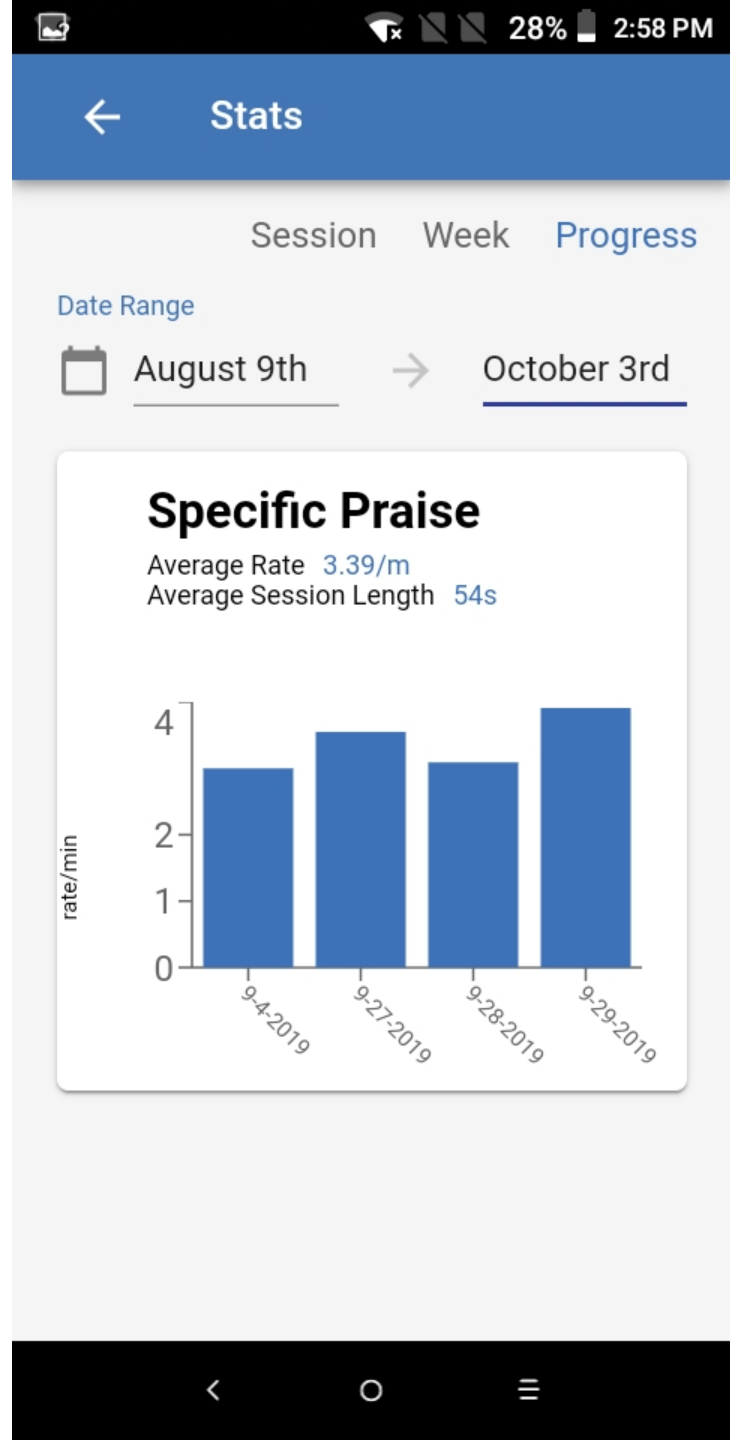 28% 2:58 PM
Stats
Session Week Progress
Date Range
August 9th October 3rd
Specific Praise
Average Rate 3.39/m
Average Session Length 54s
4
2
1
0
rate/min
9-4-2019 9-27-2019 9-28-2019 9-29-2019